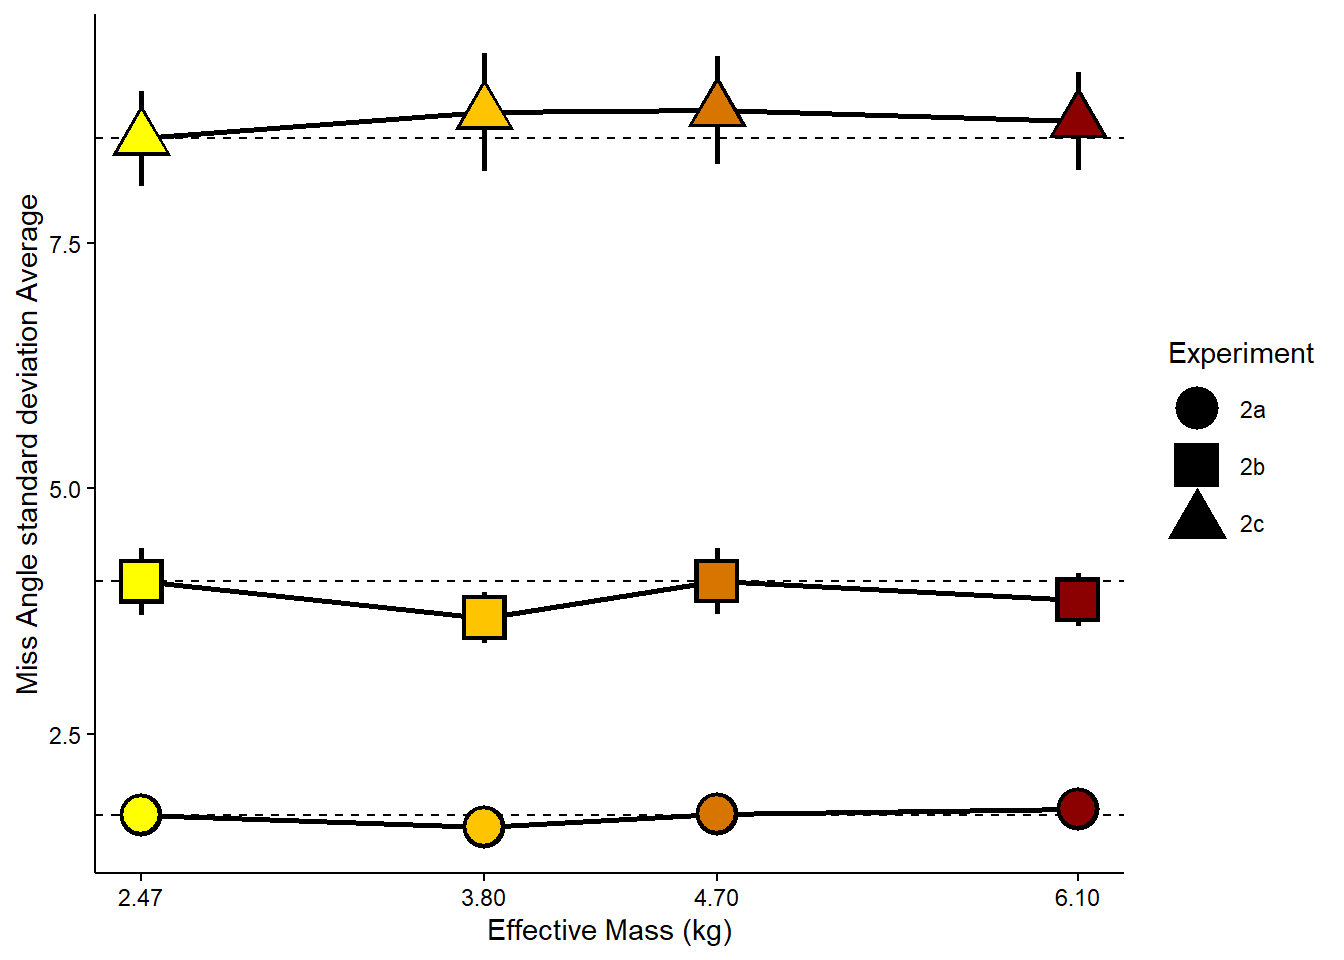 Miss Angle standard deviation Average
7.5
5.0
2.5
2.47 3.80 4.70 6.10
Effective Mass (kg)
Experiment
2a
2b
2c